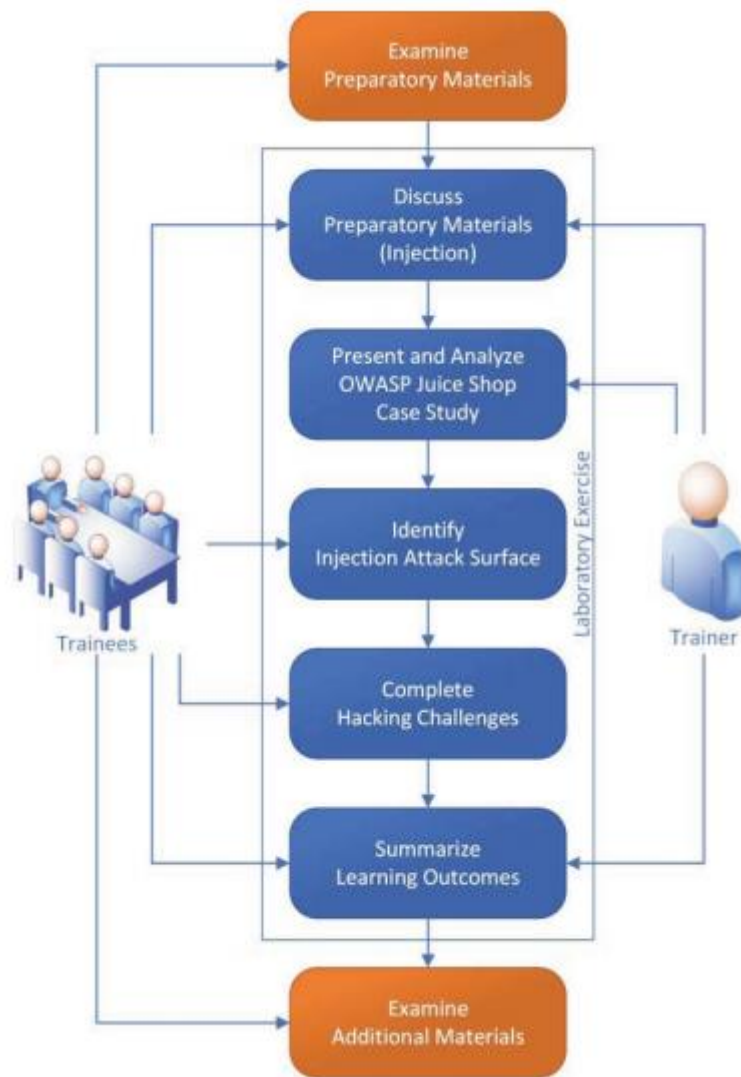 Examine
Preparatory Materials
Discuss
Preparatory Materials
(Injection)
Present and Analyze
OWASP Juice Shop
Case Study
Laboratory Exercise
Identify
Injection Attack Surface
Trainees
Trainer
Complete
Hacking Challenges
Summarize
Learning Outcomes
Examine
Additional Materials